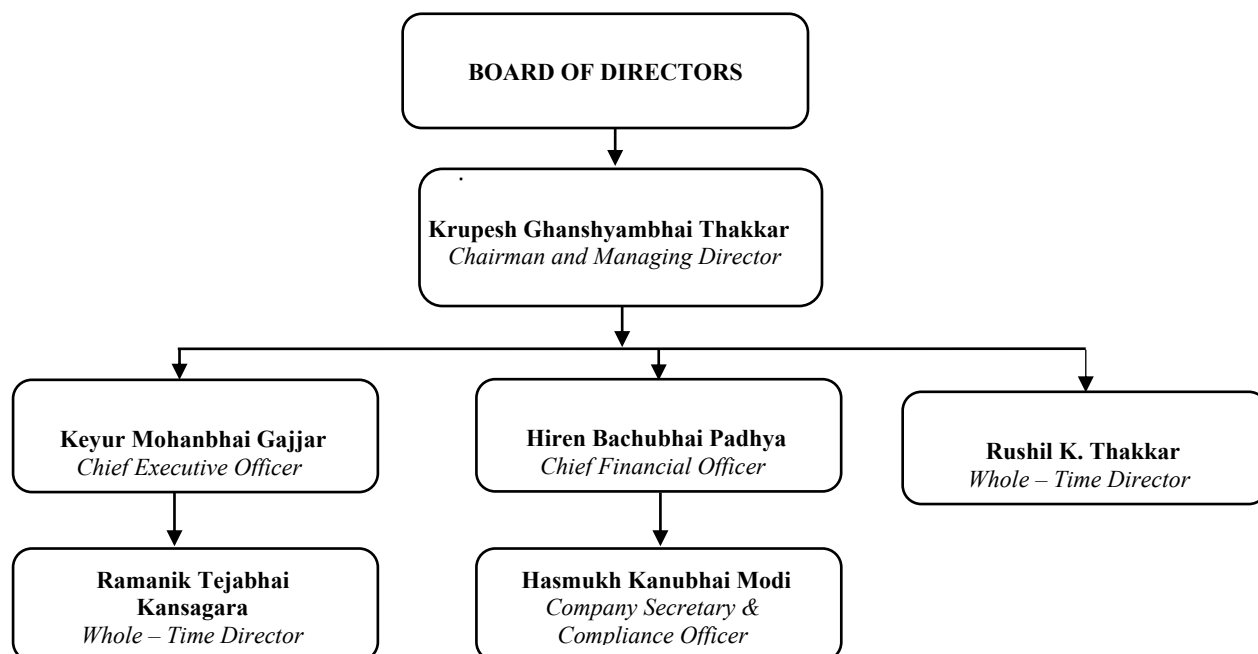 BOARD OF DIRECTORS
Krupesh Ghanshyambhai Thakkar
Chairman and Managing Director
Keyur Mohanbhai Gajjar
Chief Executive Officer
Hiren Bachubhai Padhya
Chief Financial Officer
Rushil K. Thakkar
Whole – Time Director
Ramanik Tejabhai
Kansagara
Whole – Time Director
Hasmukh Kanubhai Modi
Company Secretary &
Compliance Officer